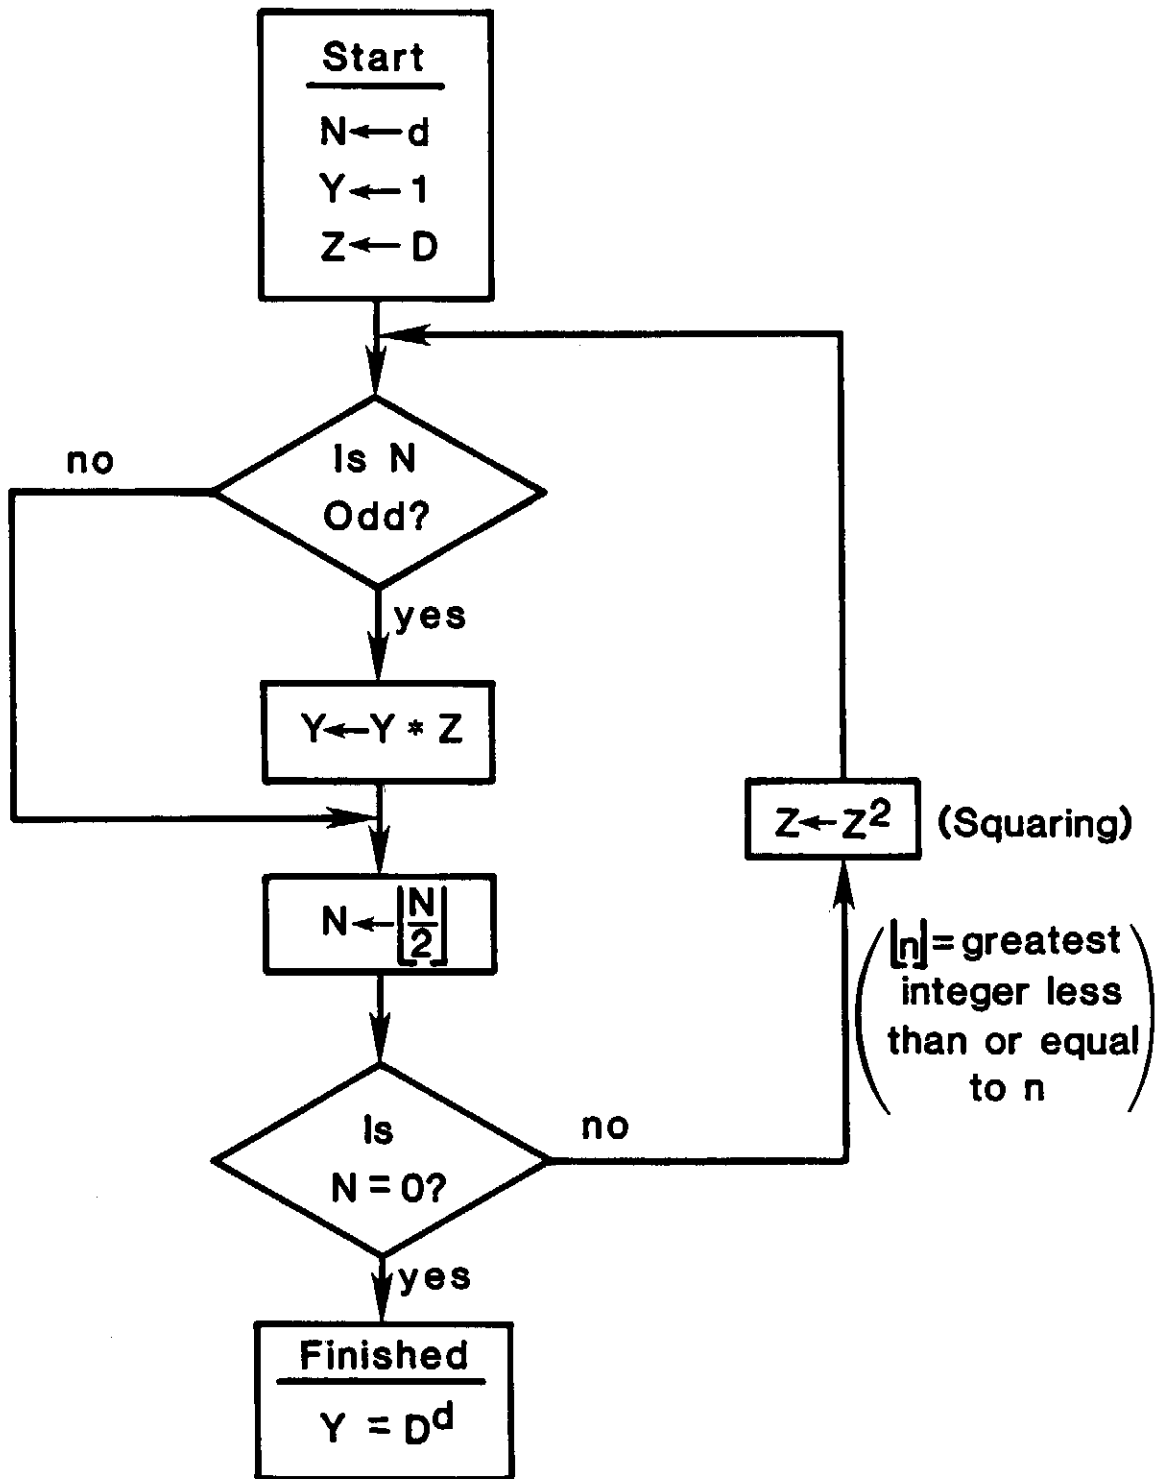 Start
N←d
Y←1
Z←D
Is N
Odd?
no
yes
Y←Y * Z
Z←Z² (Squaring)
N←⌊N/2⌋
(⌊n⌋=greatest
integer less
than or equal
to n)
Is
N = 0?
no
yes
Finished
Y = Dᵈ